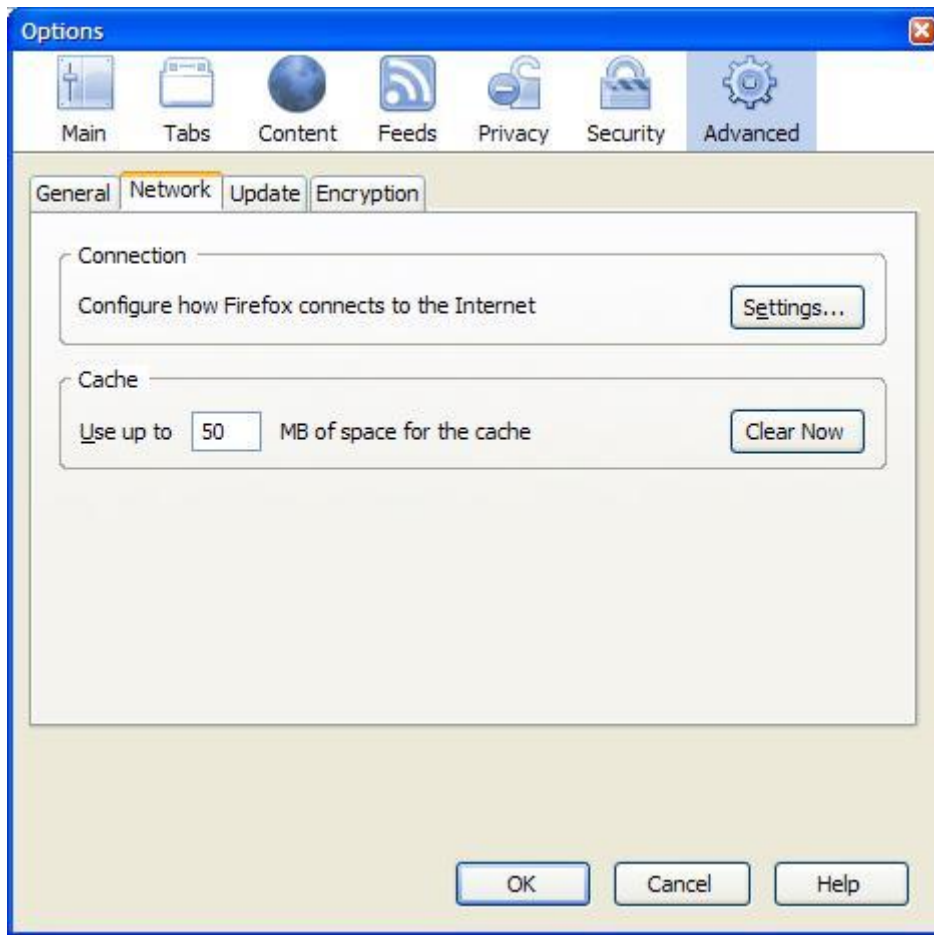 Options
Main Tabs Content Feeds Privacy Security Advanced
General Network Update Encryption
Connection
Configure how Firefox connects to the Internet Settings...
Cache
Use up to 50 MB of space for the cache Clear Now
OK Cancel Help